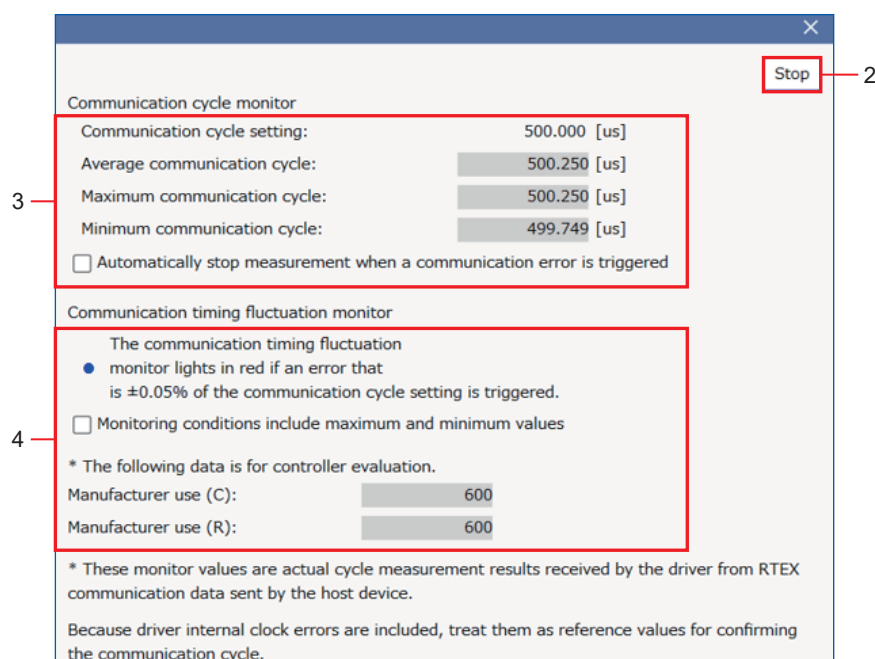 ×
Stop
2
Communication cycle monitor
Communication cycle setting: 500.000 [us]
Average communication cycle: 500.250 [us]
Maximum communication cycle: 500.250 [us]
3
Minimum communication cycle: 499.749 [us]
Automatically stop measurement when a communication error is triggered
Communication timing fluctuation monitor
The communication timing fluctuation
monitor lights in red if an error that
is ±0.05% of the communication cycle setting is triggered.
Monitoring conditions include maximum and minimum values
4
* The following data is for controller evaluation.
Manufacturer use (C): 600
Manufacturer use (R): 600
* These monitor values are actual cycle measurement results received by the driver from RTEX
communication data sent by the host device.
Because driver internal clock errors are included, treat them as reference values for confirming
the communication cycle.